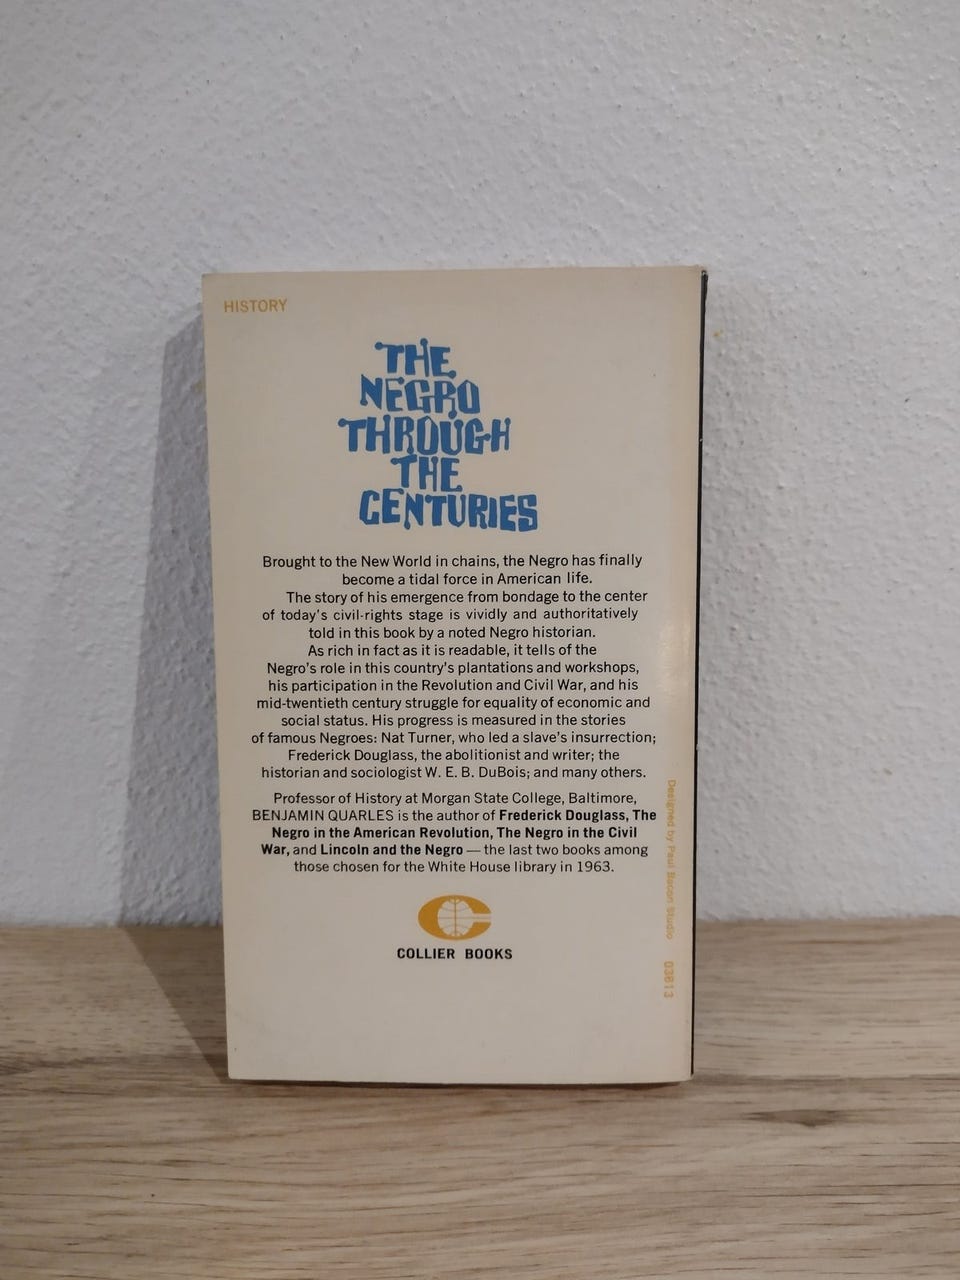 HISTORY
THE
NEGRO
THROUGH
THE
CENTURIES
Brought to the New World in chains, the Negro has finally
become a tidal force in American life.
The story of his emergence from bondage to the center
of today's civil-rights stage is vividly and authoritatively
told in this book by a noted Negro historian.
As rich in fact as it is readable, it tells of the
Negro's role in this country's plantations and workshops,
his participation in the Revolution and Civil War, and his
mid-twentieth century struggle for equality of economic and
social status. His progress is measured in the stories
of famous Negroes: Nat Turner, who led a slave's insurrection;
Frederick Douglass, the abolitionist and writer; the
historian and sociologist W. E. B. DuBois; and many others.
Professor of History at Morgan State College, Baltimore,
BENJAMIN QUARLES is the author of Frederick Douglass, The
Negro in the American Revolution, The Negro in the Civil
War, and Lincoln and the Negro — the last two books among
those chosen for the White House library in 1963.
COLLIER BOOKS
Designed by Paul Bacon Studio